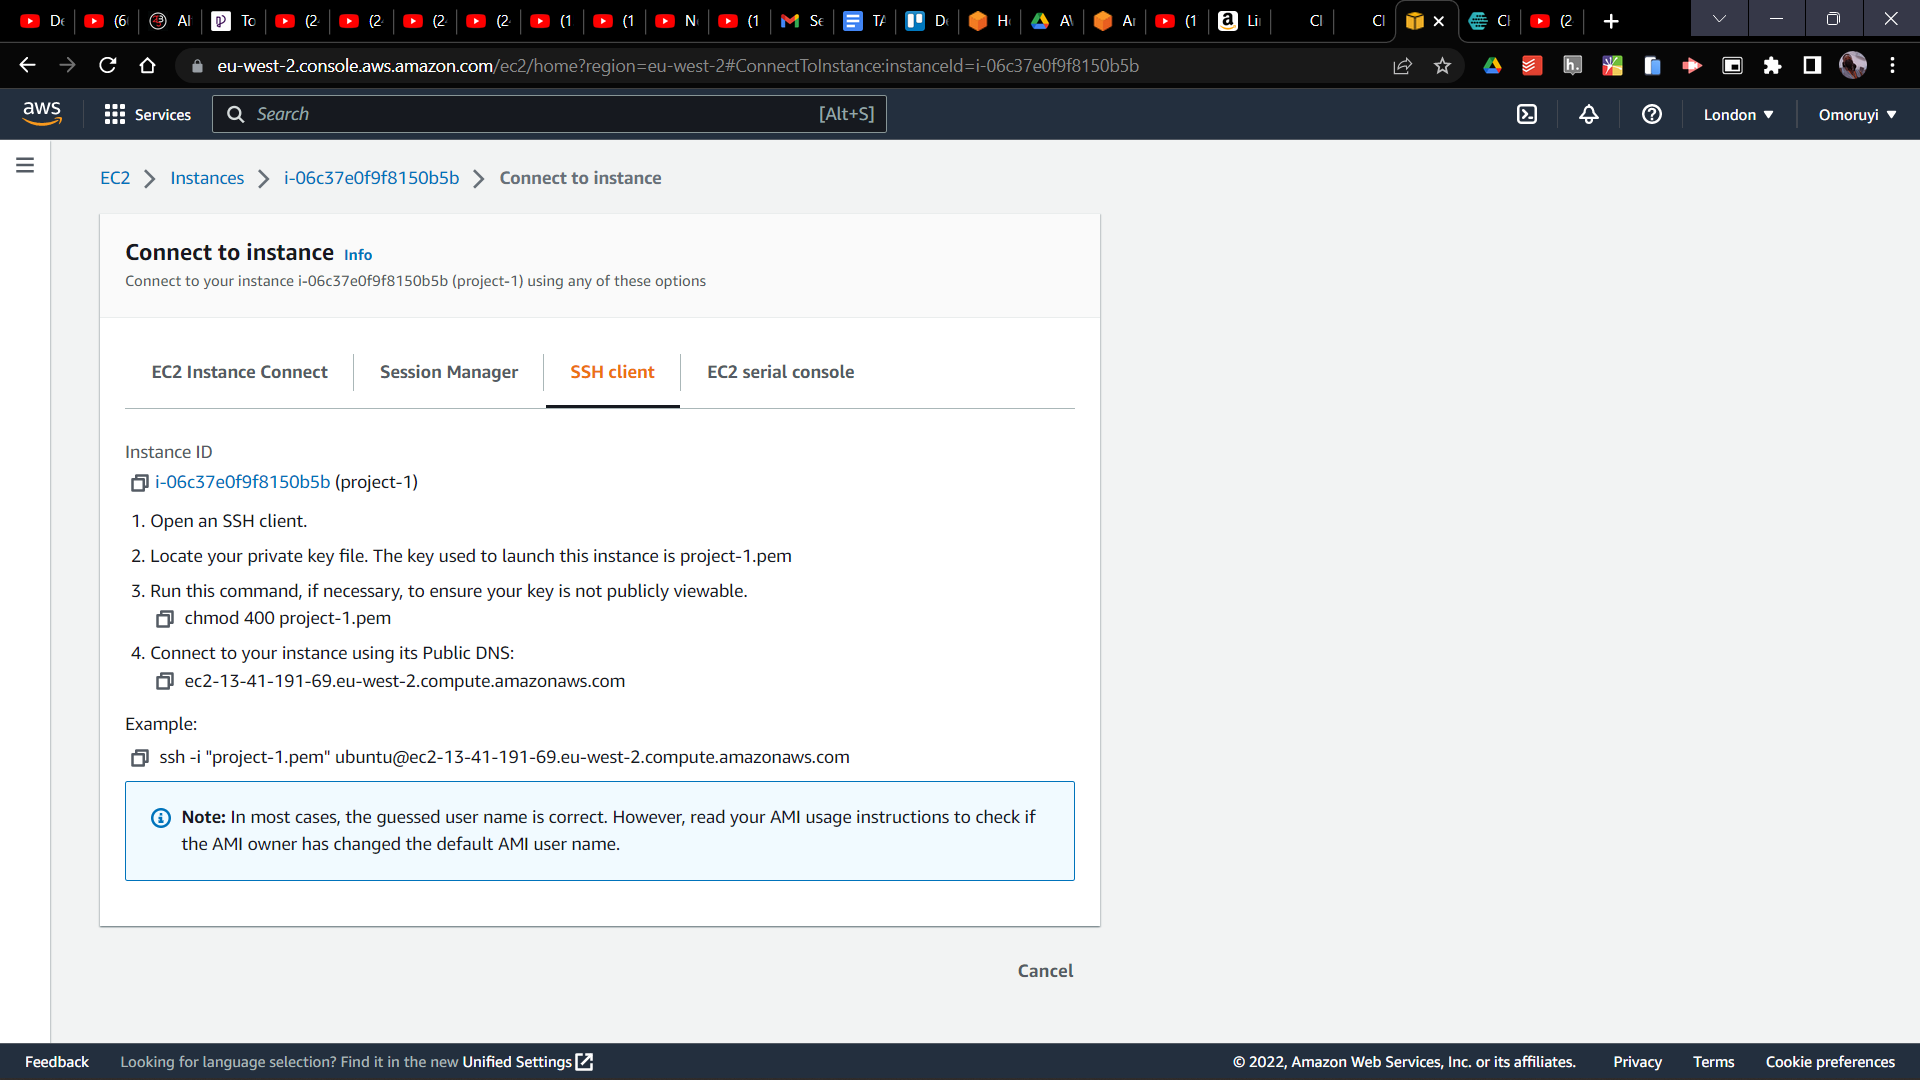 De (6 Al To (2 (2 (2 (2 (1 (1 N (1 Se TA De H AV Ar (1 Li Cl Cl Cl (2
eu-west-2.console.aws.amazon.com/ec2/home?region=eu-west-2#ConnectToInstance:instanceId=i-06c37e0f9f8150b5b
aws Services Search [Alt+S] London Omoruyi
EC2 Instances i-06c37e0f9f8150b5b Connect to instance
Connect to instance Info
Connect to your instance i-06c37e0f9f8150b5b (project-1) using any of these options
EC2 Instance Connect Session Manager SSH client EC2 serial console
Instance ID
i-06c37e0f9f8150b5b (project-1)
1. Open an SSH client.
2. Locate your private key file. The key used to launch this instance is project-1.pem
3. Run this command, if necessary, to ensure your key is not publicly viewable.
chmod 400 project-1.pem
4. Connect to your instance using its Public DNS:
ec2-13-41-191-69.eu-west-2.compute.amazonaws.com
Example:
ssh -i "project-1.pem" ubuntu@ec2-13-41-191-69.eu-west-2.compute.amazonaws.com
Note: In most cases, the guessed user name is correct. However, read your AMI usage instructions to check if
the AMI owner has changed the default AMI user name.
Cancel
Feedback Looking for language selection? Find it in the new Unified Settings © 2022, Amazon Web Services, Inc. or its affiliates. Privacy Terms Cookie preferences